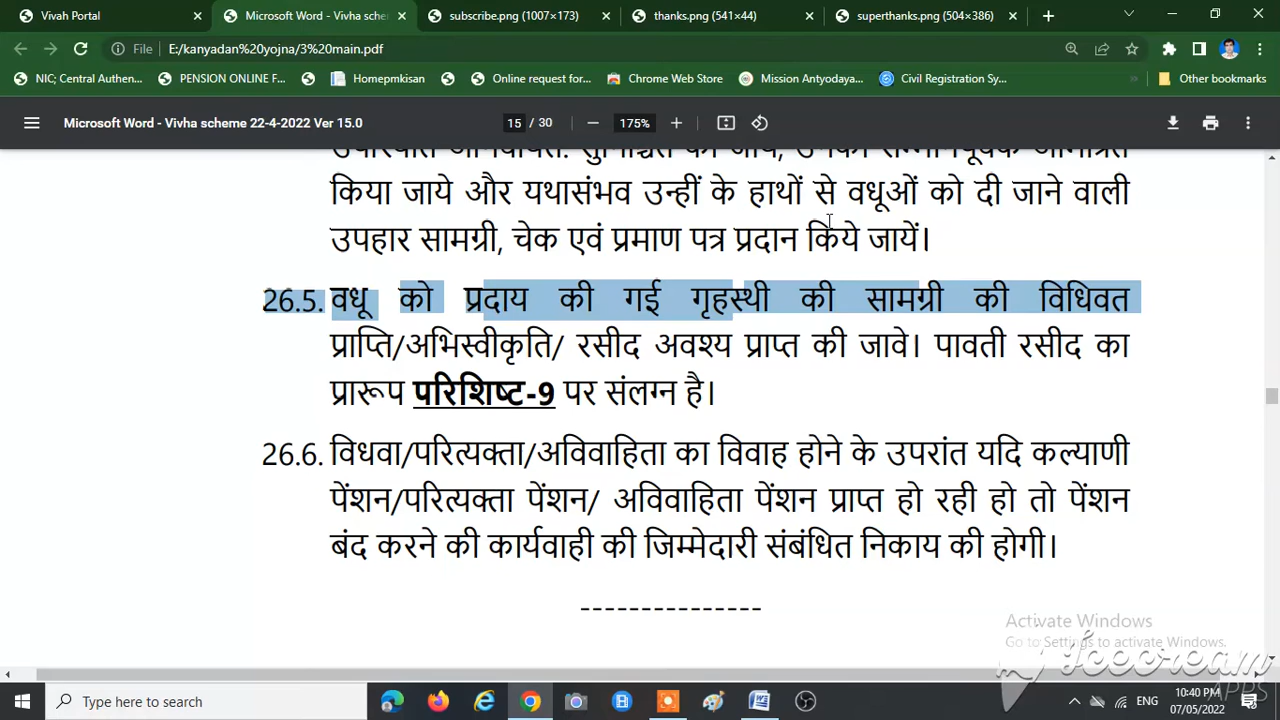 Vivah Portal
Microsoft Word - Vivha sche
subscribe.png (1007×173)
thanks.png (541×44)
superthanks.png (504×386)
File E:/kanyadan%20yojna/3%20main.pdf
NIC; Central Authen...
PENSION ONLINE F...
Homepmkisan
Online request for...
Chrome Web Store
Mission Antyodaya...
Civil Registration Sy...
Other bookmarks
Microsoft Word - Vivha scheme 22-4-2022 Ver 15.0
15 / 30
175%
किया जाये और यथासंभव उन्हीं के हाथों से वधूओं को दी जाने वाली
उपहार सामग्री, चेक एवं प्रमाण पत्र प्रदान किये जायें।
26.5. वधू को प्रदाय की गई गृहस्थी की सामग्री की विधिवत
प्राप्ति/अभिस्वीकृति/ रसीद अवश्य प्राप्त की जावे। पावती रसीद का
प्रारूप परिशिष्ट-9 पर संलग्न है।
26.6. विधवा/परित्यक्ता/अविवाहिता का विवाह होने के उपरांत यदि कल्याणी
पेंशन/परित्यक्ता पेंशन/ अविवाहिता पेंशन प्राप्त हो रही हो तो पेंशन
बंद करने की कार्यवाही की जिम्मेदारी संबंधित निकाय की होगी।
---------------
Activate Windows
Go to Settings to activate Windows.
Icecream
APPS
Type here to search
ENG
10:40 PM
07/05/2022